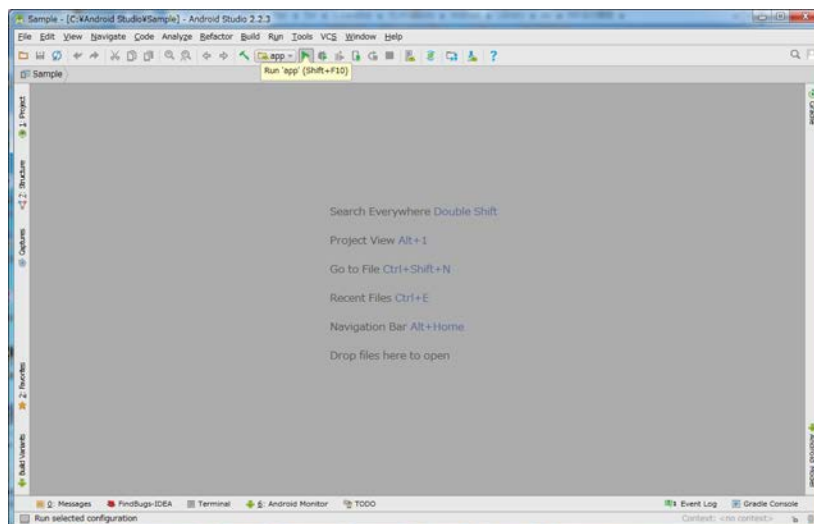 Sample - [C:¥Android Studio¥Sample] - Android Studio 2.2.3
File Edit View Navigate Code Analyze Refactor Build Run Tools VCS Window Help
app
Run 'app' (Shift+F10)
Sample
1: Project
2: Structure
Captures
2: Favorites
Build Variants
Gradle
Search Everywhere Double Shift
Project View Alt+1
Go to File Ctrl+Shift+N
Recent Files Ctrl+E
Navigation Bar Alt+Home
Drop files here to open
Android Model
0: Messages FindBugs-IDEA Terminal 6: Android Monitor TODO Event Log Gradle Console
Run selected configuration Context: <no context>